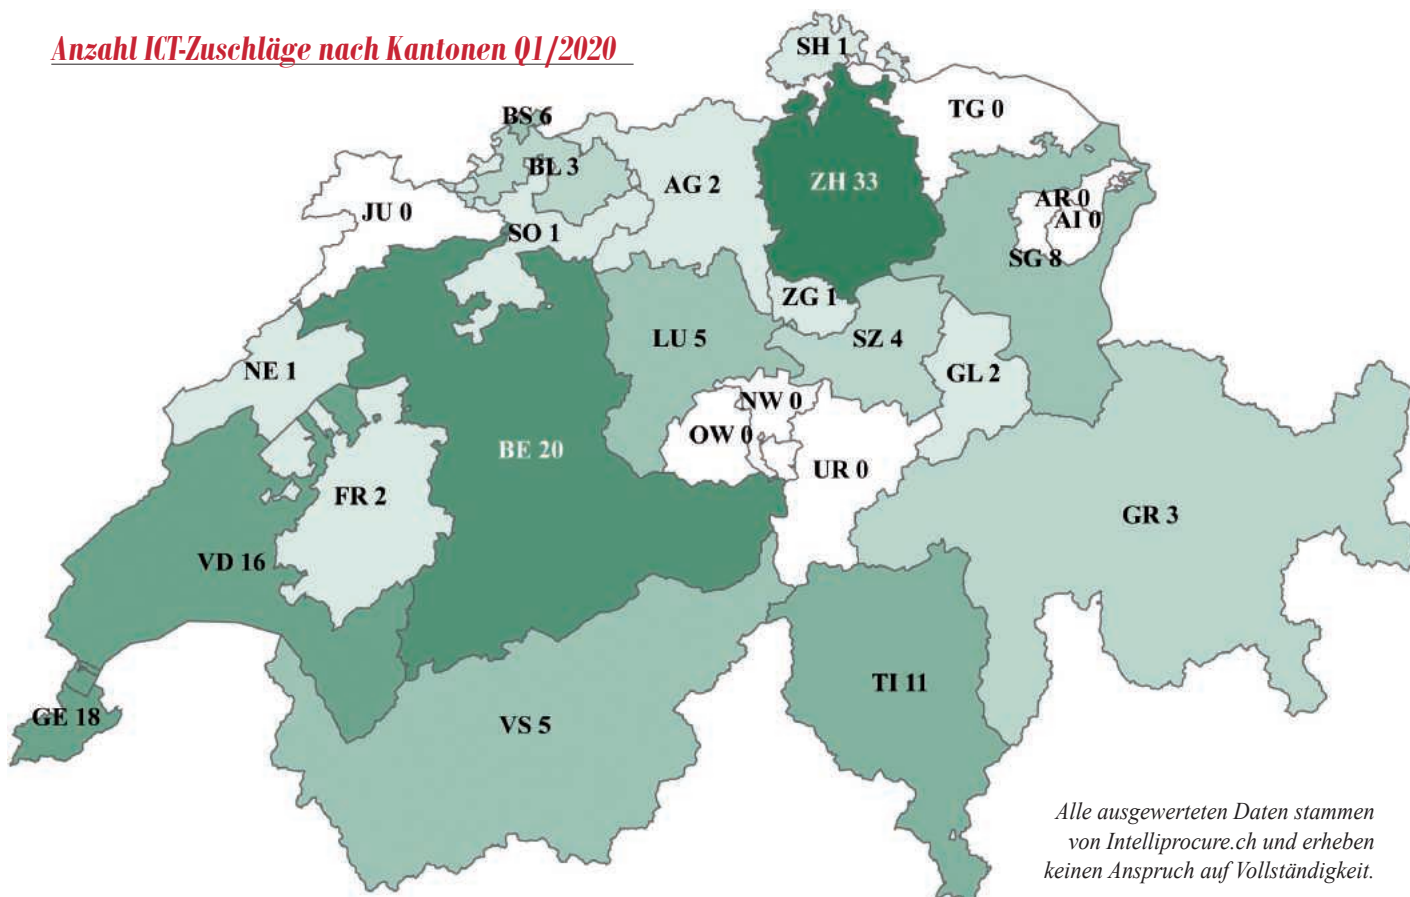 Anzahl ICT-Zuschläge nach Kantonen Q1/2020
SH 1
TG 0
BS 6
BL 3
AG 2
ZH 33
AR 0
AI 0
JU 0
SO 1
SG 8
ZG 1
LU 5
SZ 4
NE 1
GL 2
NW 0
OW 0
BE 20
UR 0
FR 2
GR 3
VD 16
TI 11
GE 18
VS 5
Alle ausgewerteten Daten stammen
von Intelliprocure.ch und erheben
keinen Anspruch auf Vollständigkeit.